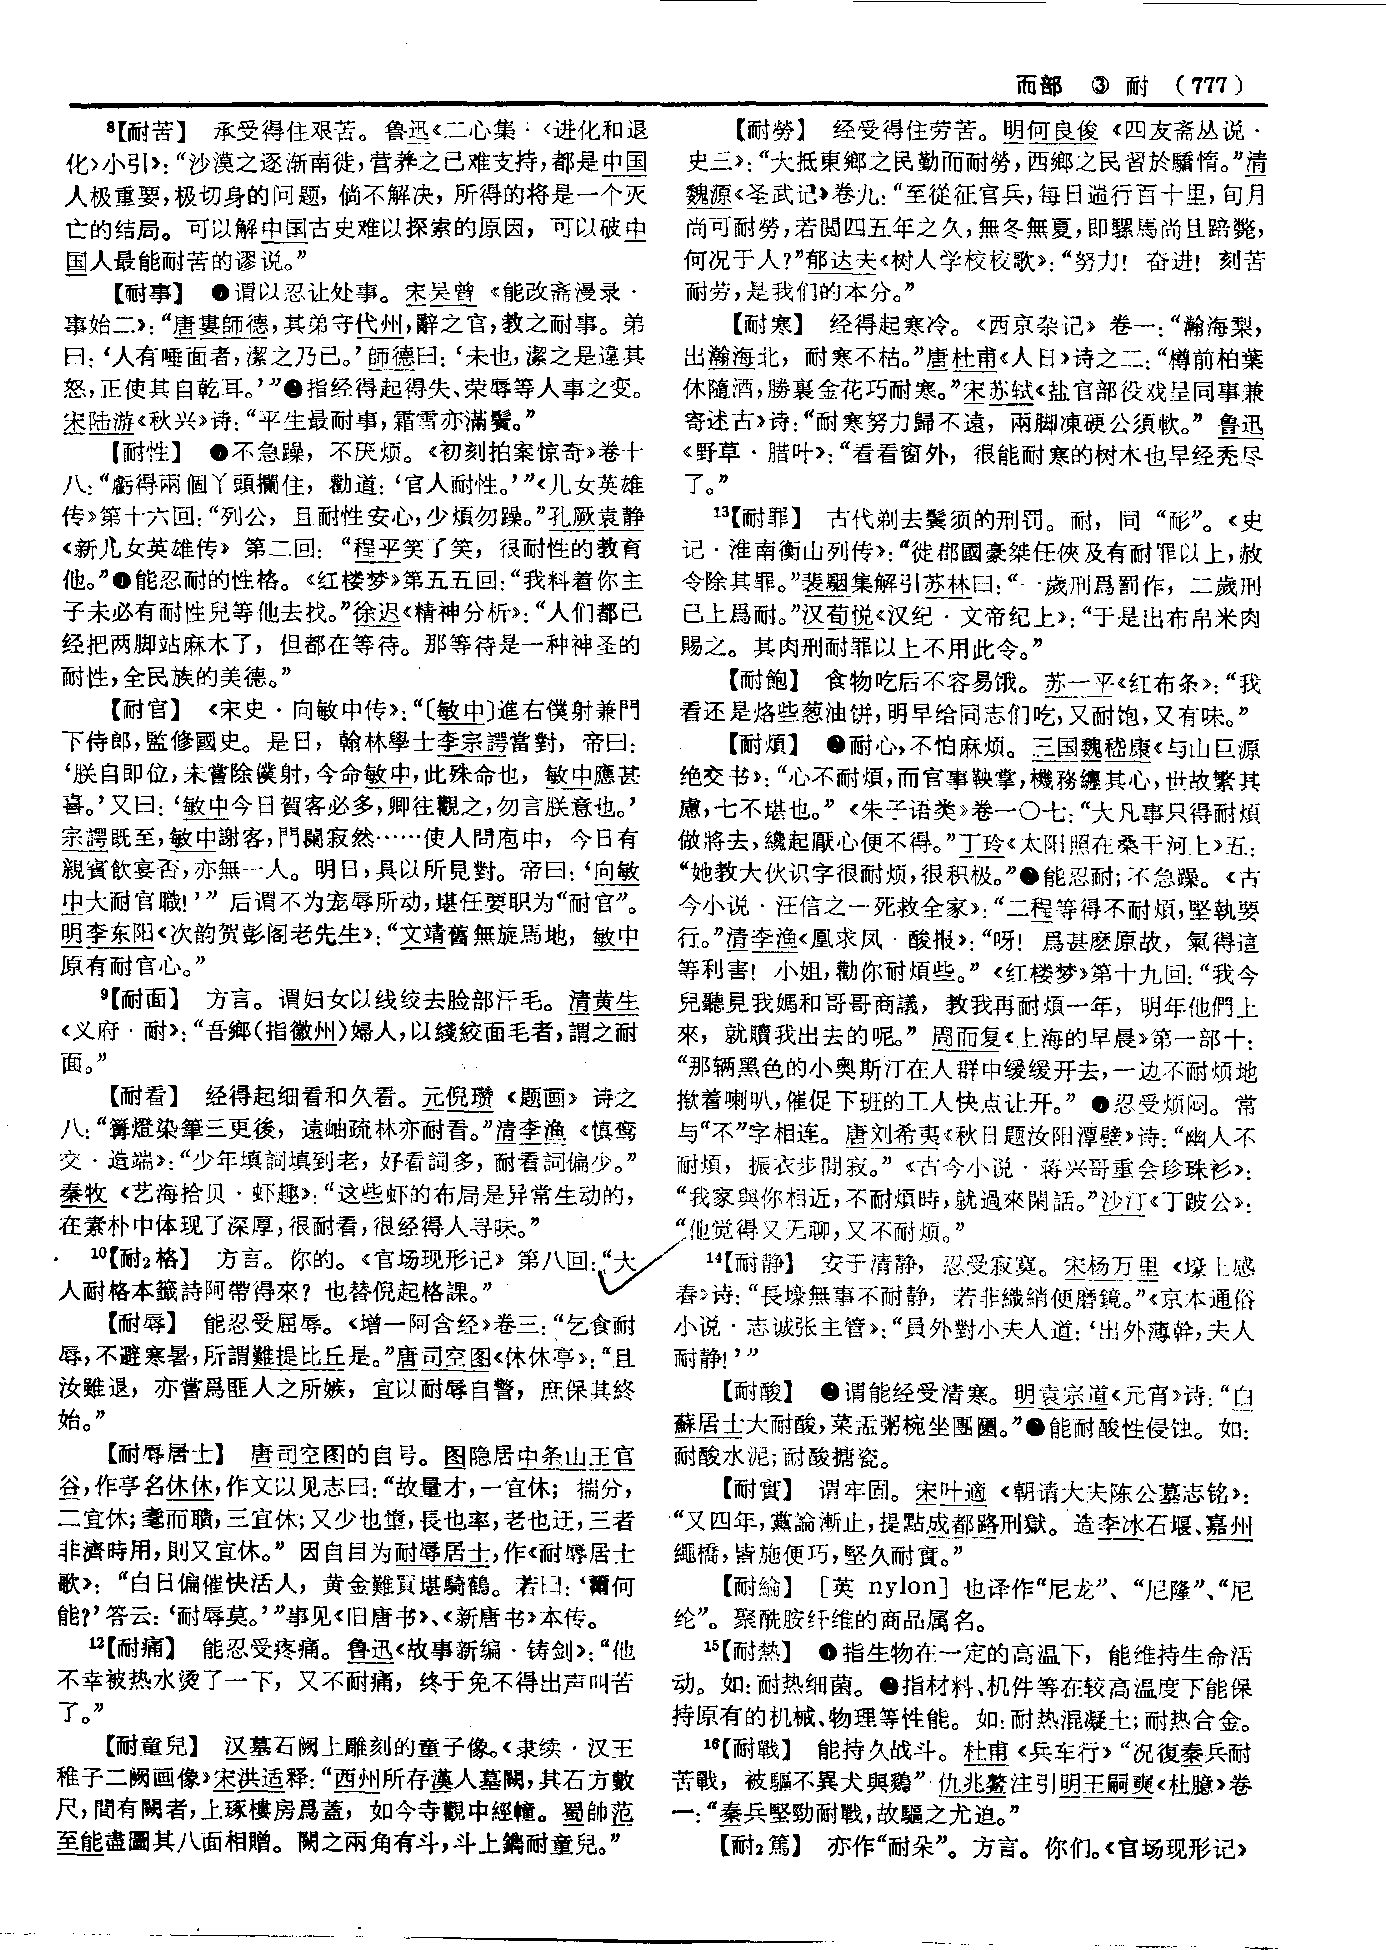 而部 ③ 耐 (777)
⁸【耐苦】 承受得住艰苦。鲁迅《二心集·〈进化和退
化〉小引》：“沙漠之逐渐南徙，营养之已难支持，都是中国
人极重要，极切身的问题，倘不解决，所得的将是一个灭
亡的结局。可以解中国古史难以探索的原因，可以破中
国人最能耐苦的谬说。”
【耐事】 ❶谓以忍让处事。宋吴曾《能改斋漫录·
事始二》：“唐婁師德，其弟守代州，辭之官，教之耐事。弟
曰：‘人有唾面者，潔之乃已。’師德曰：‘未也，潔之是違其
怒，正使其自乾耳。’”❷指经得起得失、荣辱等人事之变。
宋陆游《秋兴》诗：“平生最耐事，霜雪亦滿鬢。”
【耐性】 ❶不急躁，不厌烦。《初刻拍案惊奇》卷十
八：“虧得兩個丫頭攔住，勸道：‘官人耐性。’”《儿女英雄
传》第十六回：“列公，且耐性安心，少煩勿躁。”孔厥袁静
《新儿女英雄传》第二回：“程平笑了笑，很耐性的教育
他。”❷能忍耐的性格。《红楼梦》第五五回：“我料着你主
子未必有耐性兒等他去找。”徐迟《精神分析》：“人们都已
经把两脚站麻木了，但都在等待。那等待是一种神圣的
耐性，全民族的美德。”
【耐官】 《宋史·向敏中传》：“〔敏中〕進右僕射兼門
下侍郎，監修國史。是日，翰林學士李宗諤當對，帝曰：
‘朕自即位，未嘗除僕射，今命敏中，此殊命也，敏中應甚
喜。’又曰：‘敏中今日賀客必多，卿往觀之，勿言朕意也。’
宗諤既至，敏中謝客，門闌寂然……使人問庖中，今日有
親賓飲宴否，亦無一人。明日，具以所見對。帝曰：‘向敏
中大耐官職！’”后谓不为宠辱所动，堪任要职为“耐官”。
明李东阳《次韵贺彭阁老先生》：“文靖舊無旋馬地，敏中
原有耐官心。”
⁹【耐面】 方言。谓妇女以线绞去脸部汗毛。清黄生
《义府·耐》：“吾鄉（指徽州）婦人，以綫絞面毛者，謂之耐
面。”
【耐看】 经得起细看和久看。元倪瓒《题画》诗之
八：“篝燈染筆三更後，遠岫疏林亦耐看。”清李渔《慎鸾
交·造端》：“少年填詞填到老，好看詞多，耐看詞偏少。”
秦牧《艺海拾贝·虾趣》：“这些虾的布局是异常生动的，
在素朴中体现了深厚，很耐看，很经得人寻味。”
¹⁰【耐₂格】 方言。你的。《官场现形记》第八回：“大
人耐格本籤詩阿帶得來？也替倪起格課。”
【耐辱】 能忍受屈辱。《增一阿含经》卷三：“乞食耐
辱，不避寒暑，所謂難提比丘是。”唐司空图《休休亭》：“且
汝雖退，亦嘗爲匪人之所嫉，宜以耐辱自警，庶保其終
始。”
【耐辱居士】 唐司空图的自号。图隐居中条山王官
谷，作亭名休休，作文以见志曰：“故量才，一宜休；揣分，
二宜休；耄而聵，三宜休；又少也墮，長也率，老也迂，三者
非濟時用，則又宜休。”因自目为耐辱居士，作《耐辱居士
歌》：“白日偏催快活人，黄金難買堪騎鶴。若曰：‘爾何
能？’答云：‘耐辱莫。’”事见《旧唐书》、《新唐书》本传。
¹²【耐痛】 能忍受疼痛。鲁迅《故事新编·铸剑》：“他
不幸被热水烫了一下，又不耐痛，终于免不得出声叫苦
了。”
【耐童兒】 汉墓石阙上雕刻的童子像。《隶续·汉王
稚子二阙画像》宋洪适释：“西州所存漢人墓闕，其石方數
尺，間有闕者，上琢樓房爲蓋，如今寺觀中經幢。蜀帥范
至能盡圖其八面相贈。闕之兩角有斗，斗上鐫耐童兒。”
【耐勞】 经受得住劳苦。明何良俊《四友斋丛说·
史三》：“大抵東鄉之民勤而耐勞，西鄉之民習於驕惰。”清
魏源《圣武记》卷九：“至從征官兵，每日遄行百十里，旬月
尚可耐勞，若閲四五年之久，無冬無夏，即騾馬尚且踣斃，
何况于人？”郁达夫《树人学校校歌》：“努力！奋进！刻苦
耐劳，是我们的本分。”
【耐寒】 经得起寒冷。《西京杂记》卷一：“瀚海梨，
出瀚海北，耐寒不枯。”唐杜甫《人日》诗之二：“樽前柏葉
休隨酒，勝裏金花巧耐寒。”宋苏轼《盐官部役戏呈同事兼
寄述古》诗：“耐寒努力歸不遠，兩脚凍硬公須軟。”鲁迅
《野草·腊叶》：“看看窗外，很能耐寒的树木也早经秃尽
了。”
¹³【耐罪】 古代剃去鬓须的刑罚。耐，同“耏”。《史
记·淮南衡山列传》：“徙郡國豪桀任俠及有耐罪以上，赦
令除其罪。”裴駰集解引苏林曰：“一歲刑爲罰作，二歲刑
已上爲耐。”汉荀悦《汉纪·文帝纪上》：“于是出布帛米肉
賜之。其肉刑耐罪以上不用此令。”
【耐飽】 食物吃后不容易饿。苏一平《红布条》：“我
看还是烙些葱油饼，明早给同志们吃，又耐饱，又有味。”
【耐煩】 ❶耐心，不怕麻烦。三国魏嵇康《与山巨源
绝交书》：“心不耐煩，而官事鞅掌，機務纏其心，世故繁其
慮，七不堪也。”《朱子语类》卷一〇七：“大凡事只得耐煩
做將去，纔起厭心便不得。”丁玲《太阳照在桑干河上》五：
“她教大伙识字很耐烦，很积极。”❷能忍耐；不急躁。《古
今小说·汪信之一死救全家》：“二程等得不耐煩，堅執要
行。”清李渔《凰求凤·酸报》：“呀！爲甚麽原故，氣得這
等利害！小姐，勸你耐煩些。”《红楼梦》第十九回：“我今
兒聽見我媽和哥哥商議，教我再耐煩一年，明年他們上
來，就贖我出去的呢。”周而复《上海的早晨》第一部十：
“那辆黑色的小奥斯汀在人群中缓缓开去，一边不耐烦地
揿着喇叭，催促下班的工人快点让开。”❸忍受烦闷。常
与“不”字相连。唐刘希夷《秋日题汝阳潭壁》诗：“幽人不
耐煩，振衣步閒寂。”《古今小说·蒋兴哥重会珍珠衫》：
“我家與你相近，不耐煩時，就過來閑話。”沙汀《丁跛公》：
“他觉得又无聊，又不耐烦。”
¹⁴【耐静】 安于清静，忍受寂寞。宋杨万里《壕上感
春》诗：“長壕無事不耐静，若非織綃便磨鏡。”《京本通俗
小说·志诚张主管》：“員外對小夫人道：‘出外薄幹，夫人
耐静！’”
【耐酸】 ❶谓能经受清寒。明袁宗道《元宵》诗：“白
蘇居士大耐酸，菜盂粥椀坐團圞。”❷能耐酸性侵蚀。如：
耐酸水泥；耐酸搪瓷。
【耐實】 谓牢固。宋叶適《朝请大夫陈公墓志铭》：
“又四年，黨論漸止，提點成都路刑獄。造李冰石堰、嘉州
繩橋，皆施便巧，堅久耐實。”
【耐綸】 [英 nylon] 也译作“尼龙”、“尼隆”、“尼
纶”。聚酰胺纤维的商品属名。
¹⁵【耐熱】 ❶指生物在一定的高温下，能维持生命活
动。如：耐热细菌。❷指材料、机件等在较高温度下能保
持原有的机械、物理等性能。如：耐热混凝土；耐热合金。
¹⁶【耐戰】 能持久战斗。杜甫《兵车行》“况復秦兵耐
苦戰，被驅不異犬與鷄”仇兆鳌注引明王嗣奭《杜臆》卷
一：“秦兵堅勁耐戰，故驅之尤迫。”
【耐₂篤】 亦作“耐朵”。方言。你们。《官场现形记》